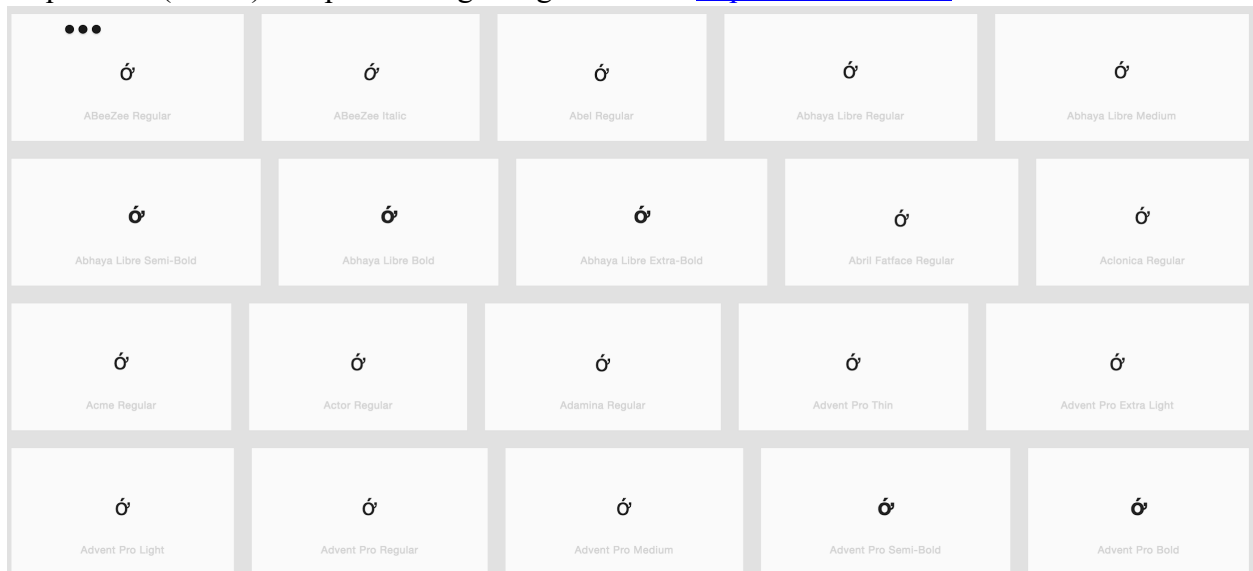 ●●●
ớ ớ ớ ớ ớ
ABeeZee Regular ABeeZee Italic Abel Regular Abhaya Libre Regular Abhaya Libre Medium
ớ ớ ớ ớ ớ
Abhaya Libre Semi-Bold Abhaya Libre Bold Abhaya Libre Extra-Bold Abril Fatface Regular Aclonica Regular
ớ ớ ớ ớ ớ
Acme Regular Actor Regular Adamina Regular Advent Pro Thin Advent Pro Extra Light
ớ ớ ớ ớ ớ
Advent Pro Light Advent Pro Regular Advent Pro Medium Advent Pro Semi-Bold Advent Pro Bold